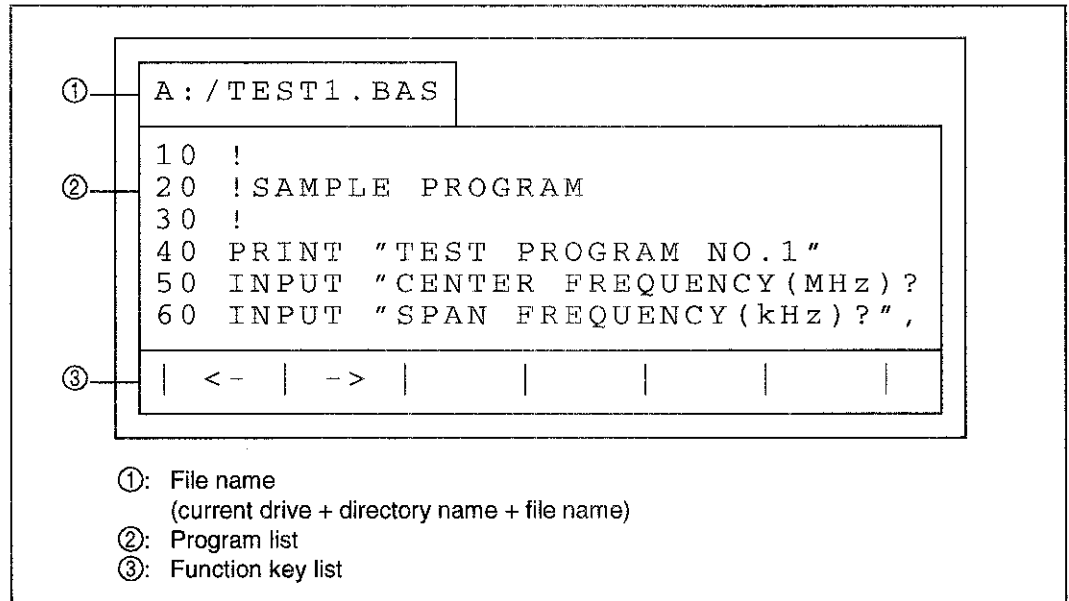 ① A:/TEST1.BAS
10 !
② 20 !SAMPLE PROGRAM
30 !
40 PRINT "TEST PROGRAM NO.1"
50 INPUT "CENTER FREQUENCY(MHz)?
60 INPUT "SPAN FREQUENCY(kHz)?",
③ | <- | -> | | | | |
①: File name
(current drive + directory name + file name)
②: Program list
③: Function key list